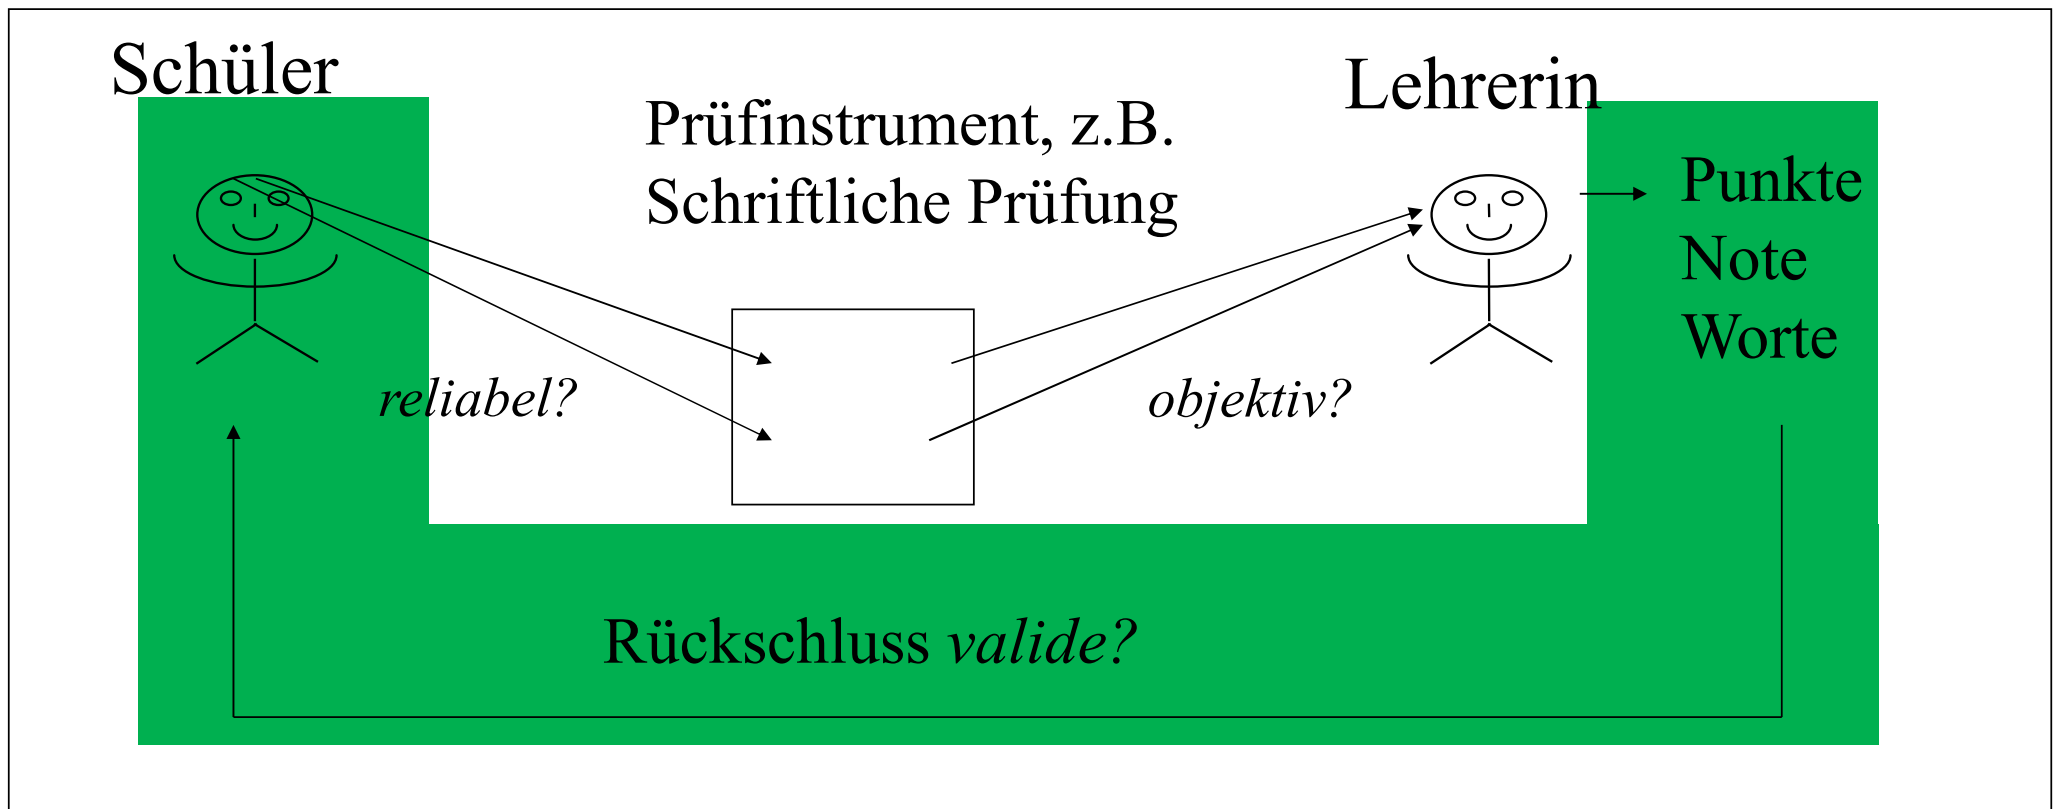 Schüler
Prüfinstrument, z.B.
Schriftliche Prüfung
Lehrerin
Punkte
Note
Worte
reliabel?
objektiv?
Rückschluss valide?